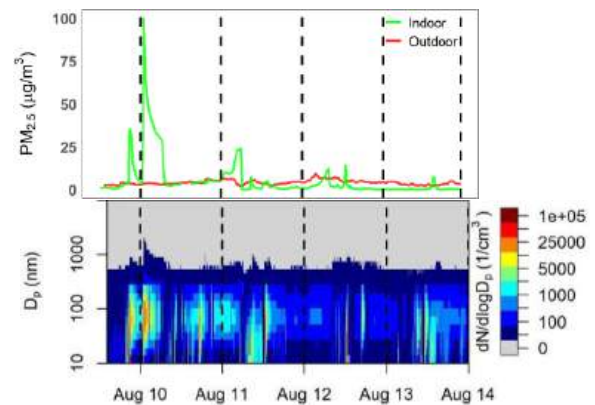 PM2.5 (μg/m³)
100
75
50
25
0
Indoor
Outdoor
Dp (nm)
1000
100
10
Aug 10
Aug 11
Aug 12
Aug 13
Aug 14
1e+05
25000
5000
1000
100
0
dN/dlogDp (1/cm³)